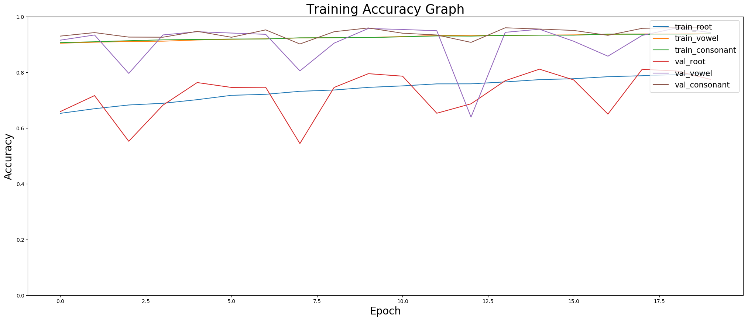 Training Accuracy Graph
1.0
train_root
train_vowel
train_consonant
val_root
val_vowel
val_consonant
0.8
0.6
Accuracy
0.4
0.2
0.0
0.0 2.5 5.0 7.5 10.0 12.5 15.0 17.5
Epoch